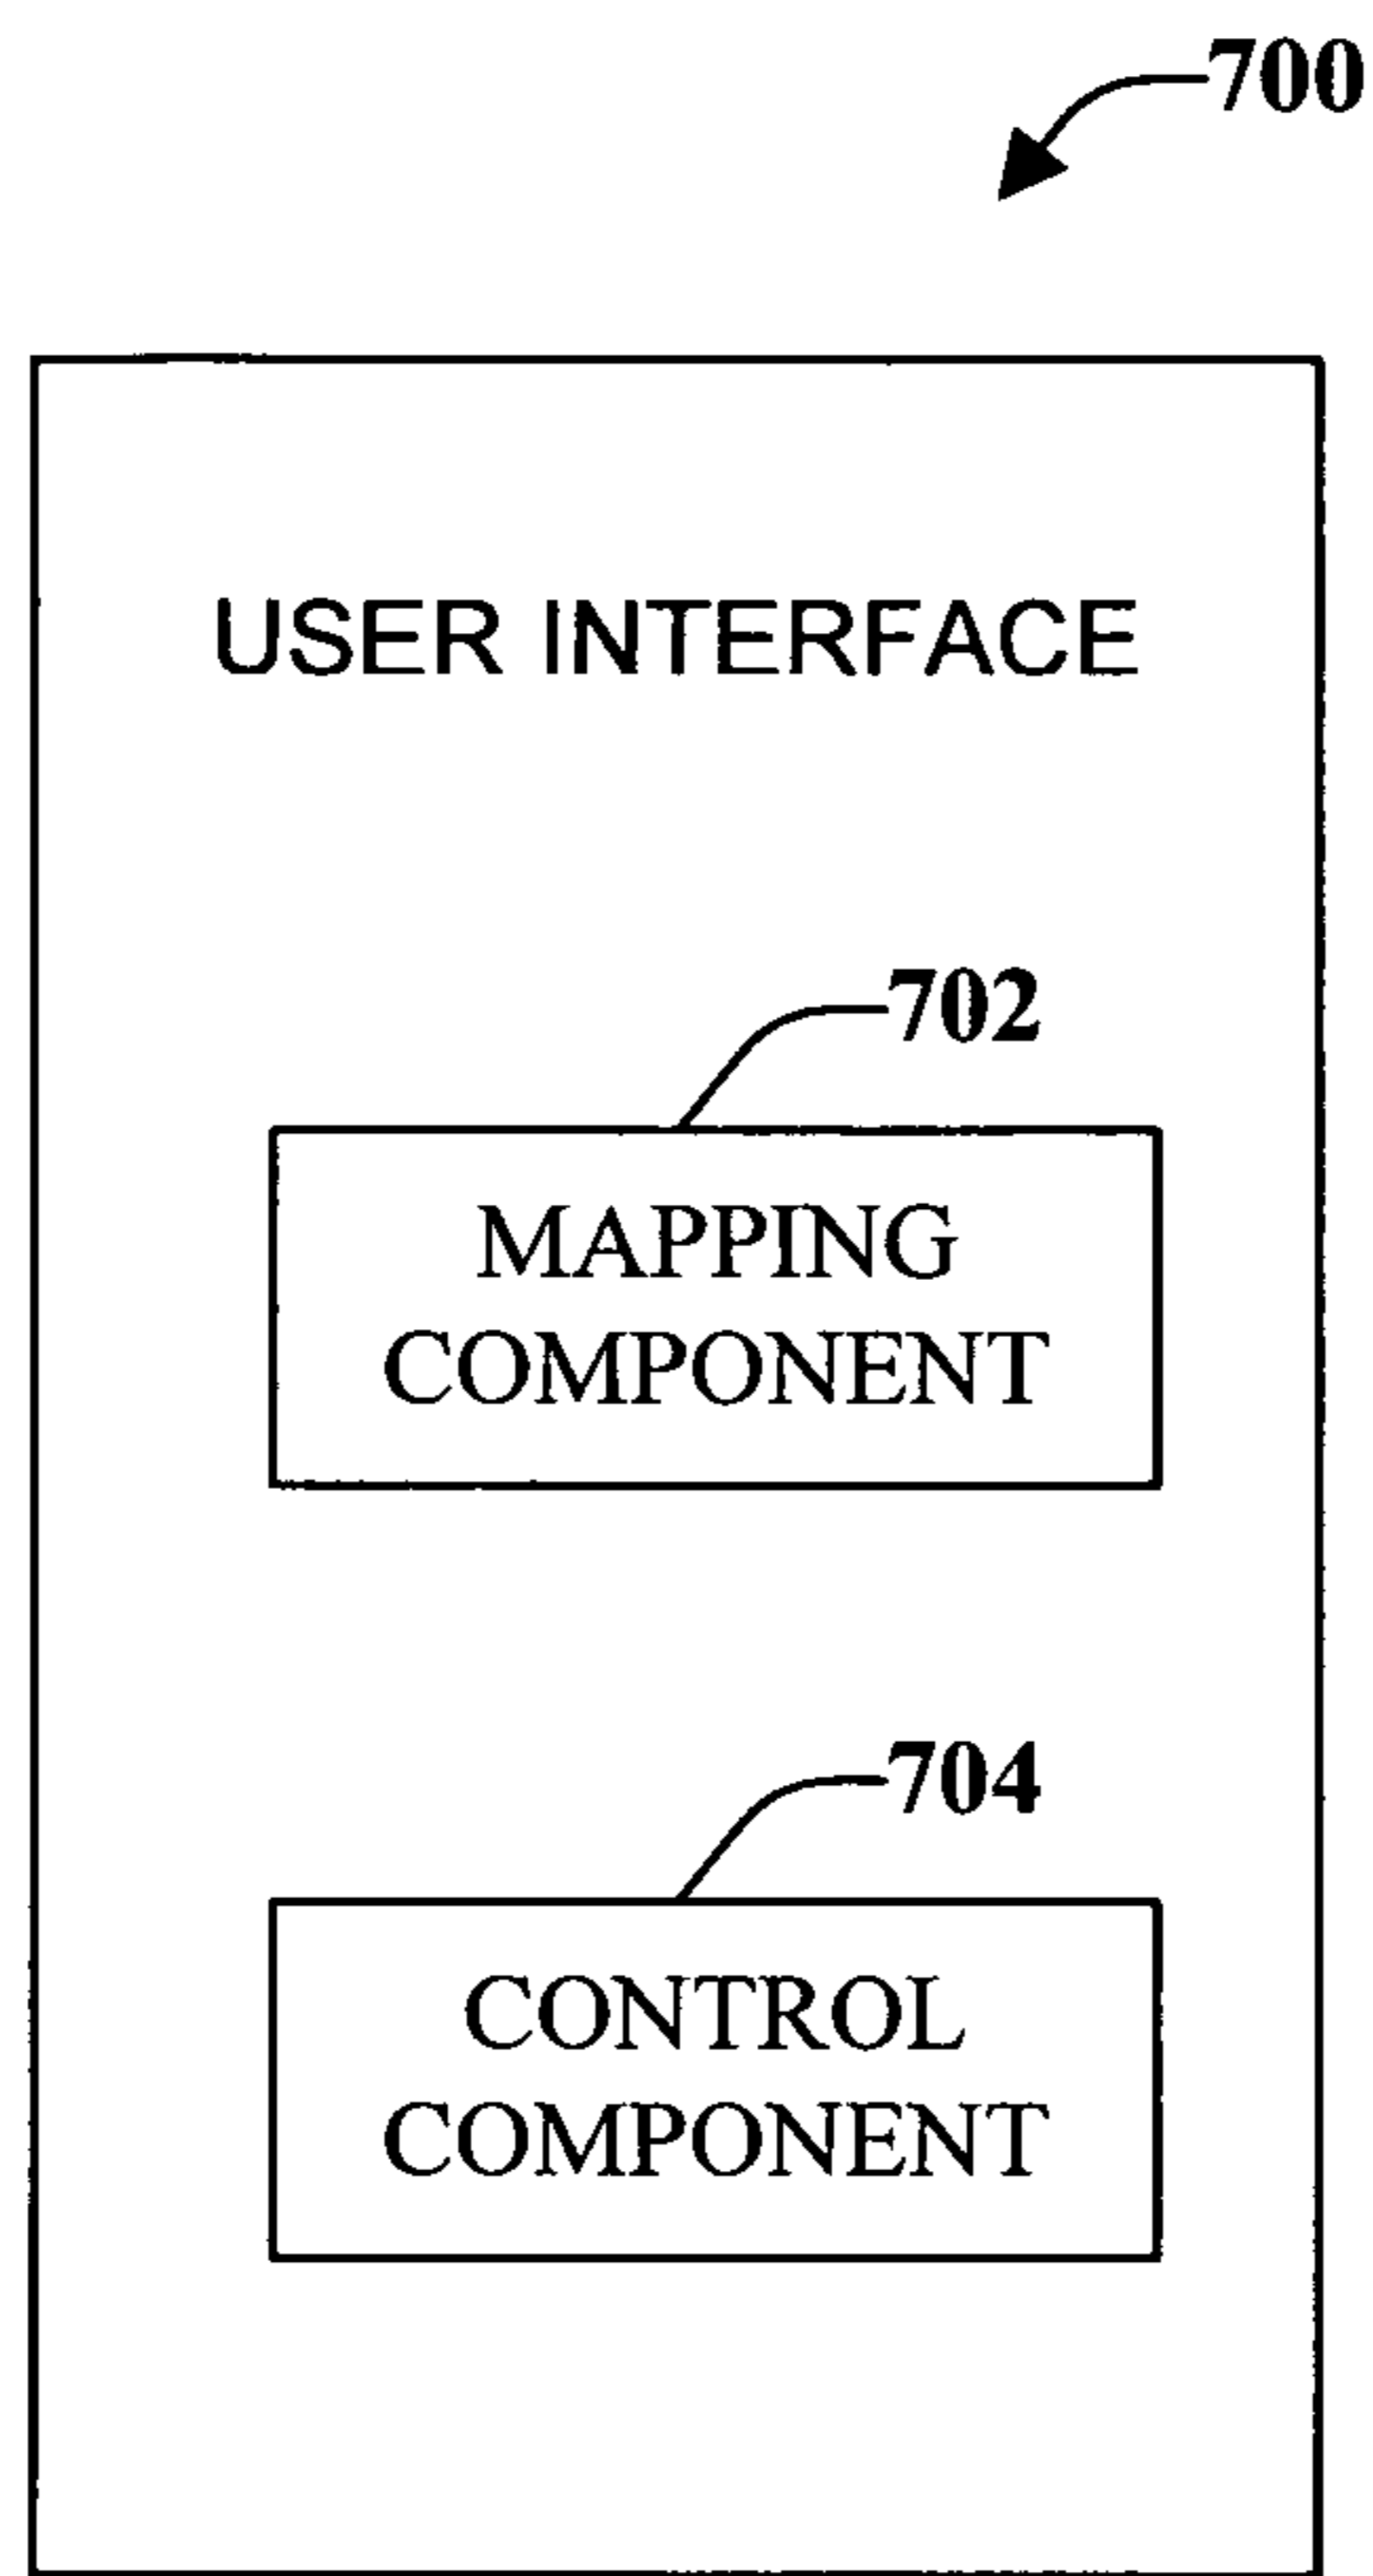 700
USER INTERFACE
702
MAPPING
COMPONENT
704
CONTROL
COMPONENT